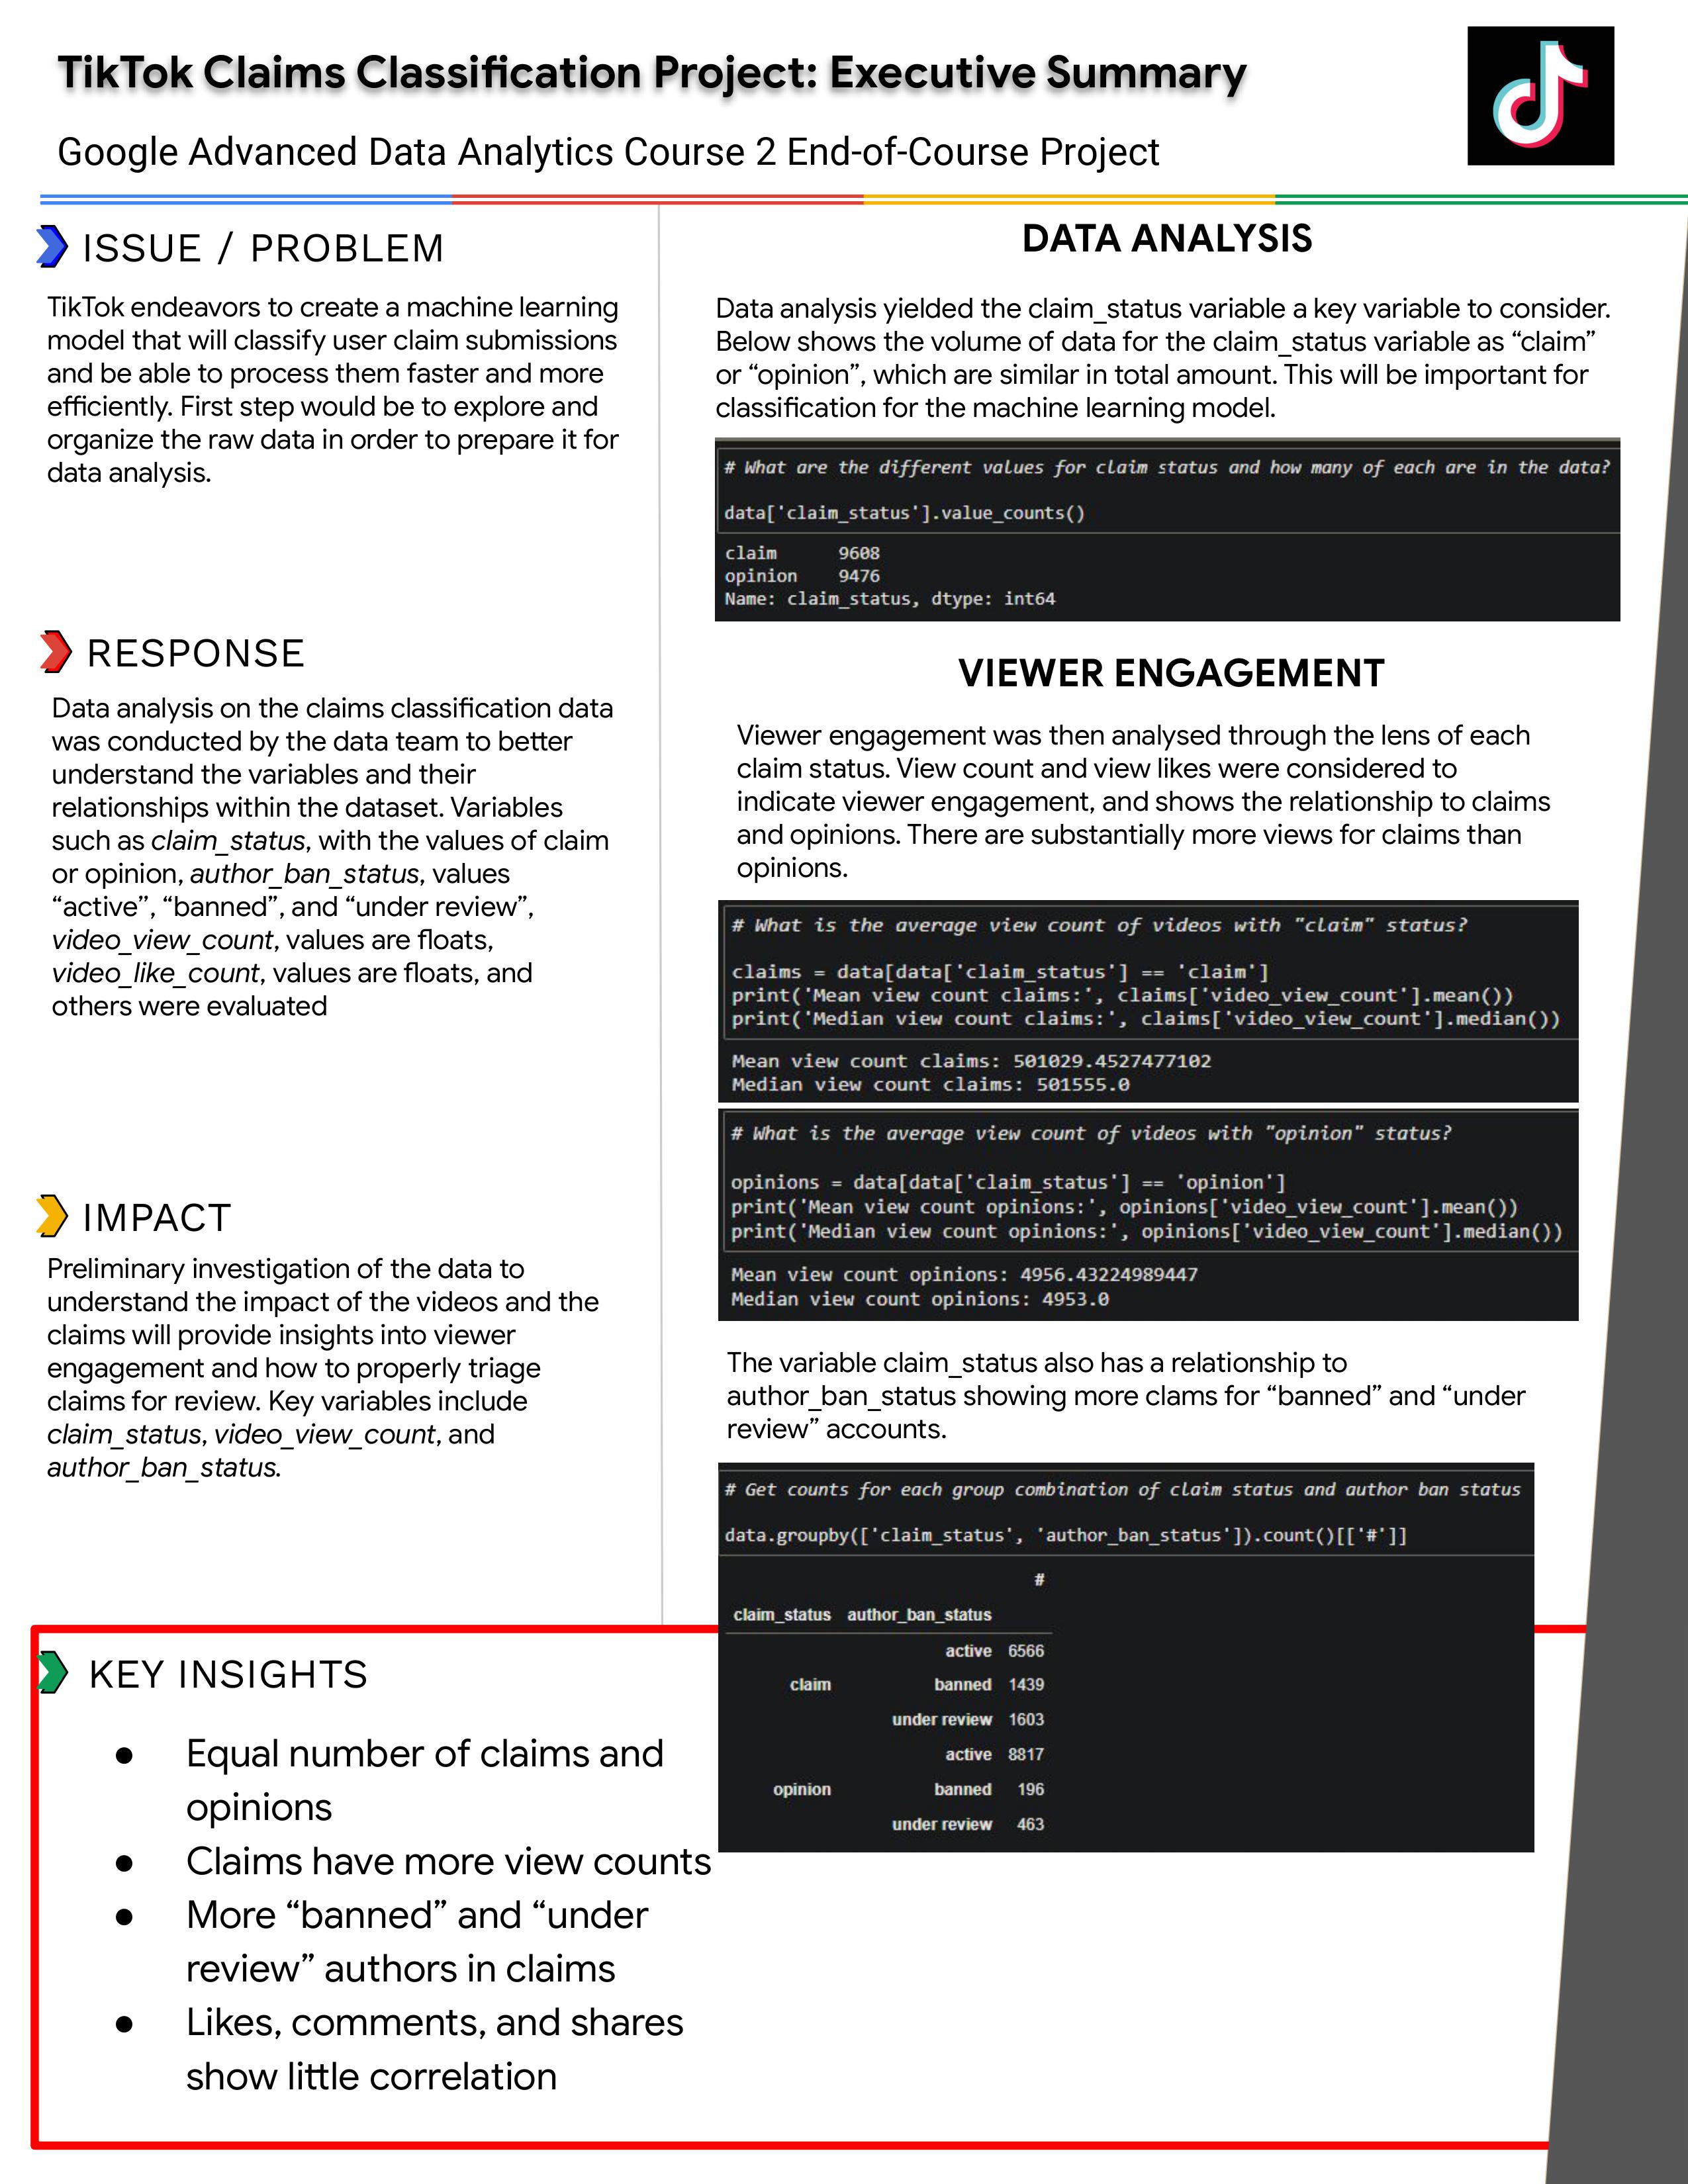 TikTok Claims Classification Project: Executive Summary
Google Advanced Data Analytics Course 2 End-of-Course Project
ISSUE / PROBLEM
TikTok endeavors to create a machine learning
model that will classify user claim submissions
and be able to process them faster and more
efficiently. First step would be to explore and
organize the raw data in order to prepare it for
data analysis.
RESPONSE
Data analysis on the claims classification data
was conducted by the data team to better
understand the variables and their
relationships within the dataset. Variables
such as claim_status, with the values of claim
or opinion, author_ban_status, values
“active”, “banned”, and “under review”,
video_view_count, values are floats,
video_like_count, values are floats, and
others were evaluated
IMPACT
Preliminary investigation of the data to
understand the impact of the videos and the
claims will provide insights into viewer
engagement and how to properly triage
claims for review. Key variables include
claim_status, video_view_count, and
author_ban_status.
KEY INSIGHTS
● Equal number of claims and
opinions
● Claims have more view counts
● More “banned” and “under
review” authors in claims
● Likes, comments, and shares
show little correlation
DATA ANALYSIS
Data analysis yielded the claim_status variable a key variable to consider.
Below shows the volume of data for the claim_status variable as “claim”
or “opinion”, which are similar in total amount. This will be important for
classification for the machine learning model.
# What are the different values for claim status and how many of each are in the data?
data['claim_status'].value_counts()
claim 9608
opinion 9476
Name: claim_status, dtype: int64
VIEWER ENGAGEMENT
Viewer engagement was then analysed through the lens of each
claim status. View count and view likes were considered to
indicate viewer engagement, and shows the relationship to claims
and opinions. There are substantially more views for claims than
opinions.
# What is the average view count of videos with "claim" status?
claims = data[data['claim_status'] == 'claim']
print('Mean view count claims:', claims['video_view_count'].mean())
print('Median view count claims:', claims['video_view_count'].median())
Mean view count claims: 501029.4527477102
Median view count claims: 501555.0
# What is the average view count of videos with "opinion" status?
opinions = data[data['claim_status'] == 'opinion']
print('Mean view count opinions:', opinions['video_view_count'].mean())
print('Median view count opinions:', opinions['video_view_count'].median())
Mean view count opinions: 4956.43224989447
Median view count opinions: 4953.0
The variable claim_status also has a relationship to
author_ban_status showing more clams for “banned” and “under
review” accounts.
# Get counts for each group combination of claim status and author ban status
data.groupby(['claim_status', 'author_ban_status']).count()[['#']]
#
claim_status author_ban_status
active 6566
claim banned 1439
under review 1603
active 8817
opinion banned 196
under review 463